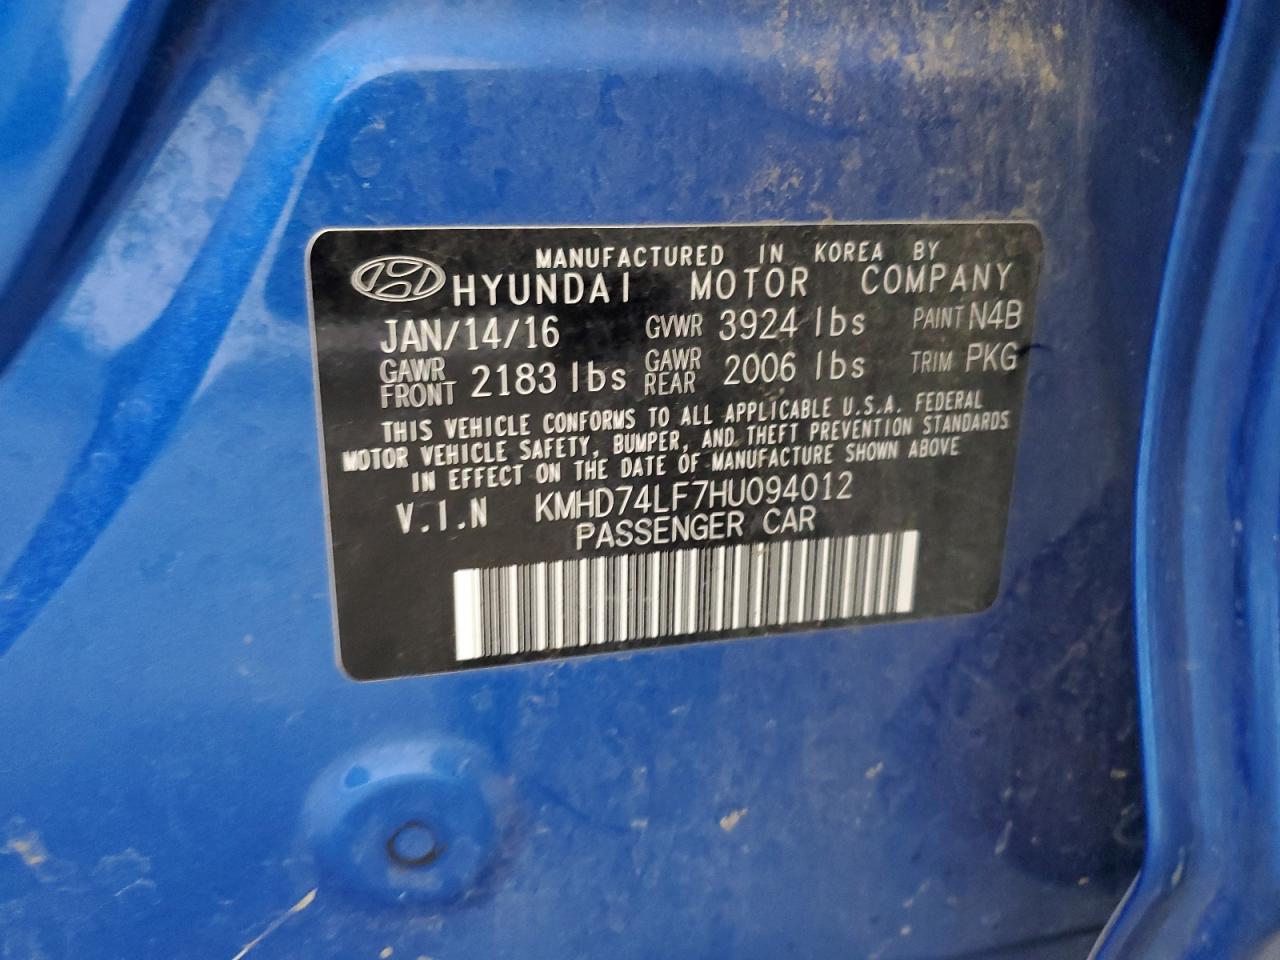 MANUFACTURED IN KOREA BY
HYUNDAI MOTOR COMPANY
JAN/14/16 GVWR 3924 lbs PAINT N4B
GAWR FRONT 2183 lbs GAWR REAR 2006 lbs TRIM PKG
THIS VEHICLE CONFORMS TO ALL APPLICABLE U.S.A. FEDERAL
MOTOR VEHICLE SAFETY, BUMPER, AND THEFT PREVENTION STANDARDS
IN EFFECT ON THE DATE OF MANUFACTURE SHOWN ABOVE
V.I.N KMHD74LF7HU094012
PASSENGER CAR